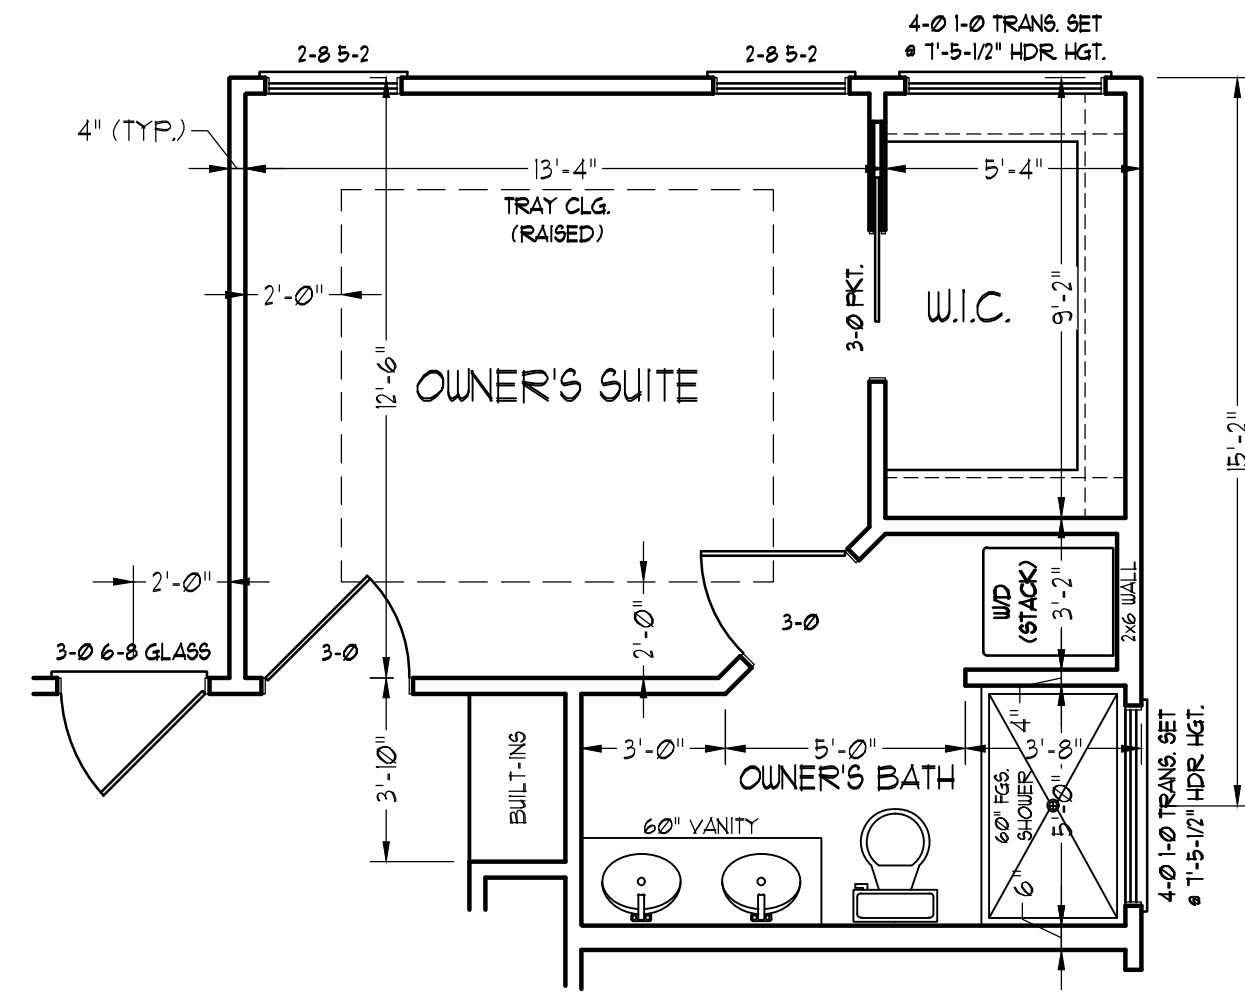 4-0 1-0 TRANS. SET
@ 7'-5-1/2" HDR HGT.
2-8 5-2
2-8 5-2
4" (TYP.)
13'-4"
5'-4"
TRAY CLG.
(RAISED)
2'-0"
3-0 PKT.
W.I.C.
9'-2"
12'-6"
OWNER'S SUITE
15'-2"
2'-0"
3-0 6-8 GLASS
3-0
2'-0"
3-0
W/D
(STACK)
3'-2"
2x6 WALL
3'-10"
BUILT-INS
3'-0"
5'-0"
4"
3'-8"
OWNER'S BATH
60" FGS.
SHOWER
5'-0"
60" VANITY
6"
4-0 1-0 TRANS. SET
@ 7'-5-1/2" HDR HGT.